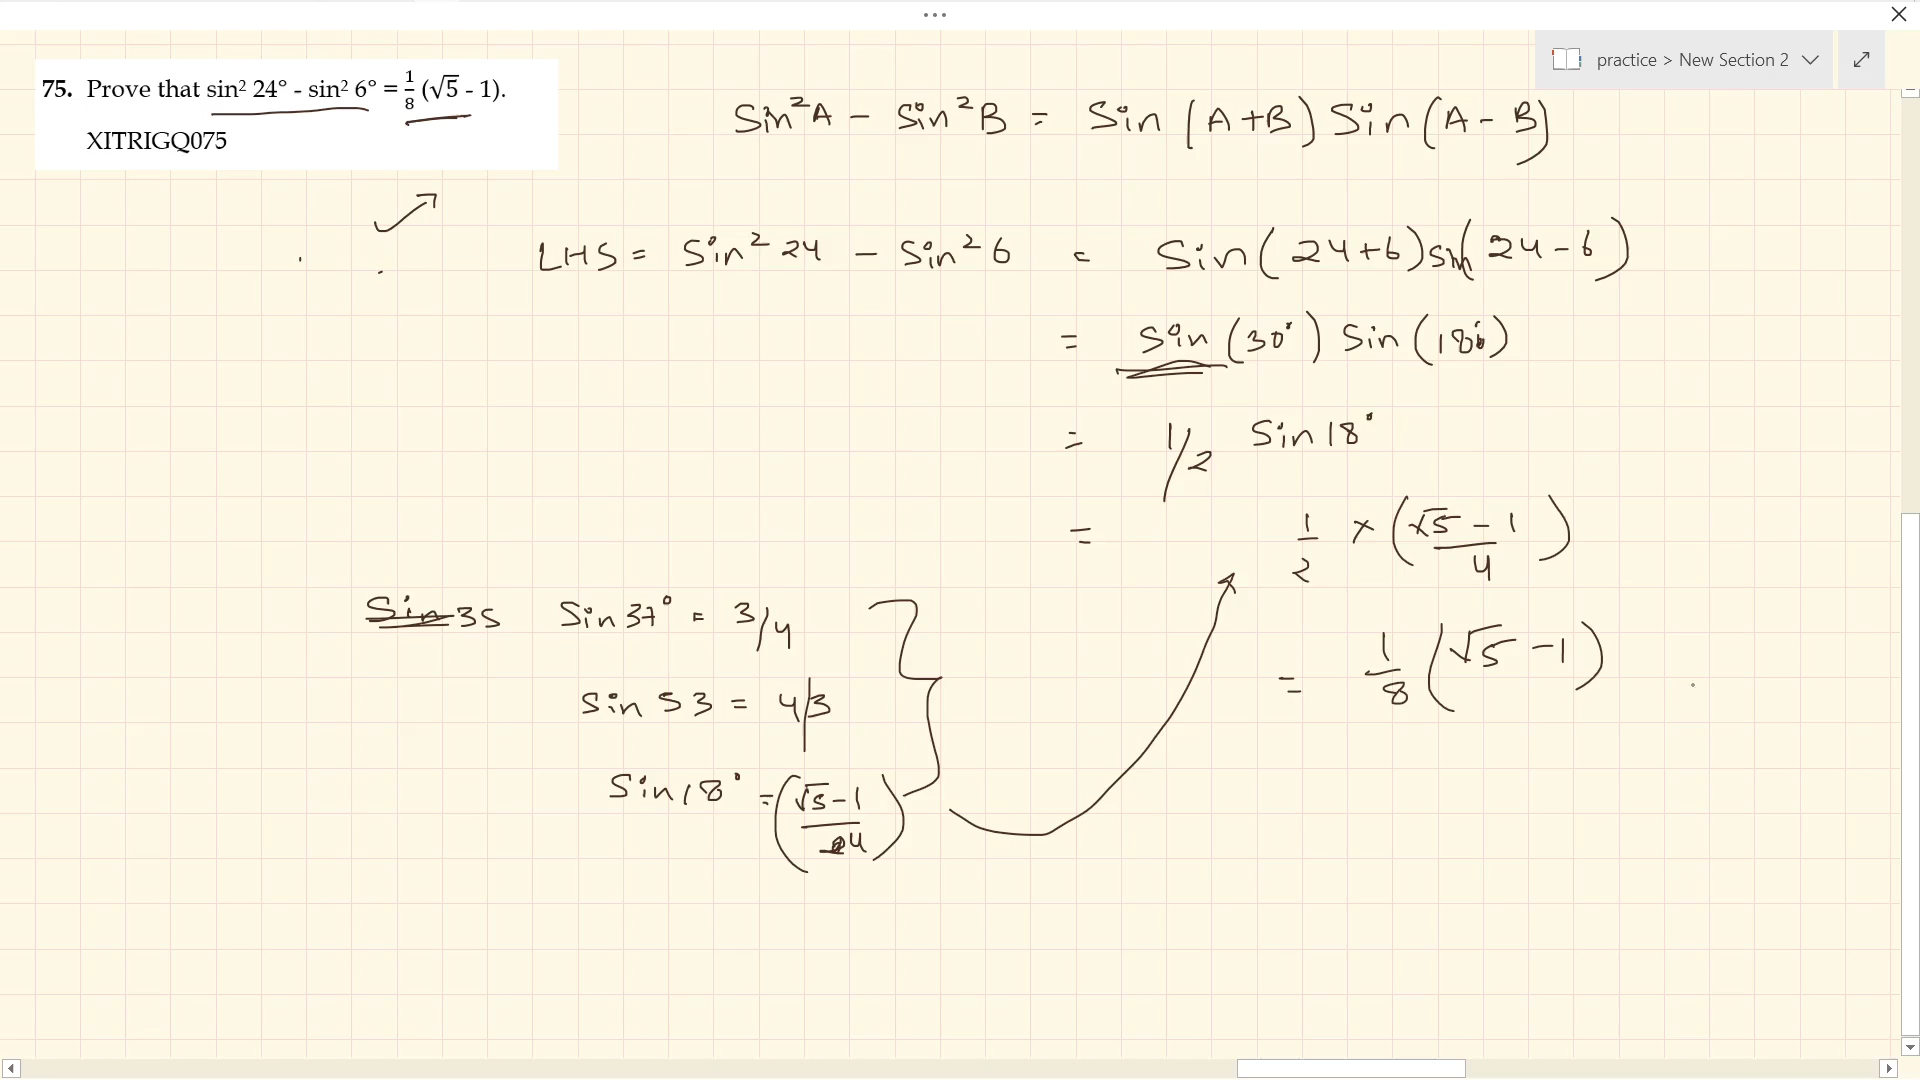 practice > New Section 2
75. Prove that sin² 24° - sin² 6° = 1/8 (√5 - 1).
XITRIGQ075
Sin²A - Sin²B = Sin (A+B) Sin (A - B)
LHS = Sin² 24 - Sin² 6 = Sin(24+6) sin(24-6)
= Sin (30°) Sin (18°)
= 1/2 Sin 18°
= 1/2 × (√5 - 1 / 4)
Sin 35 Sin 37° = 3/4
= 1/8 (√5 - 1)
Sin 53 = 4/3
Sin 18° = (√5 - 1 / 4)